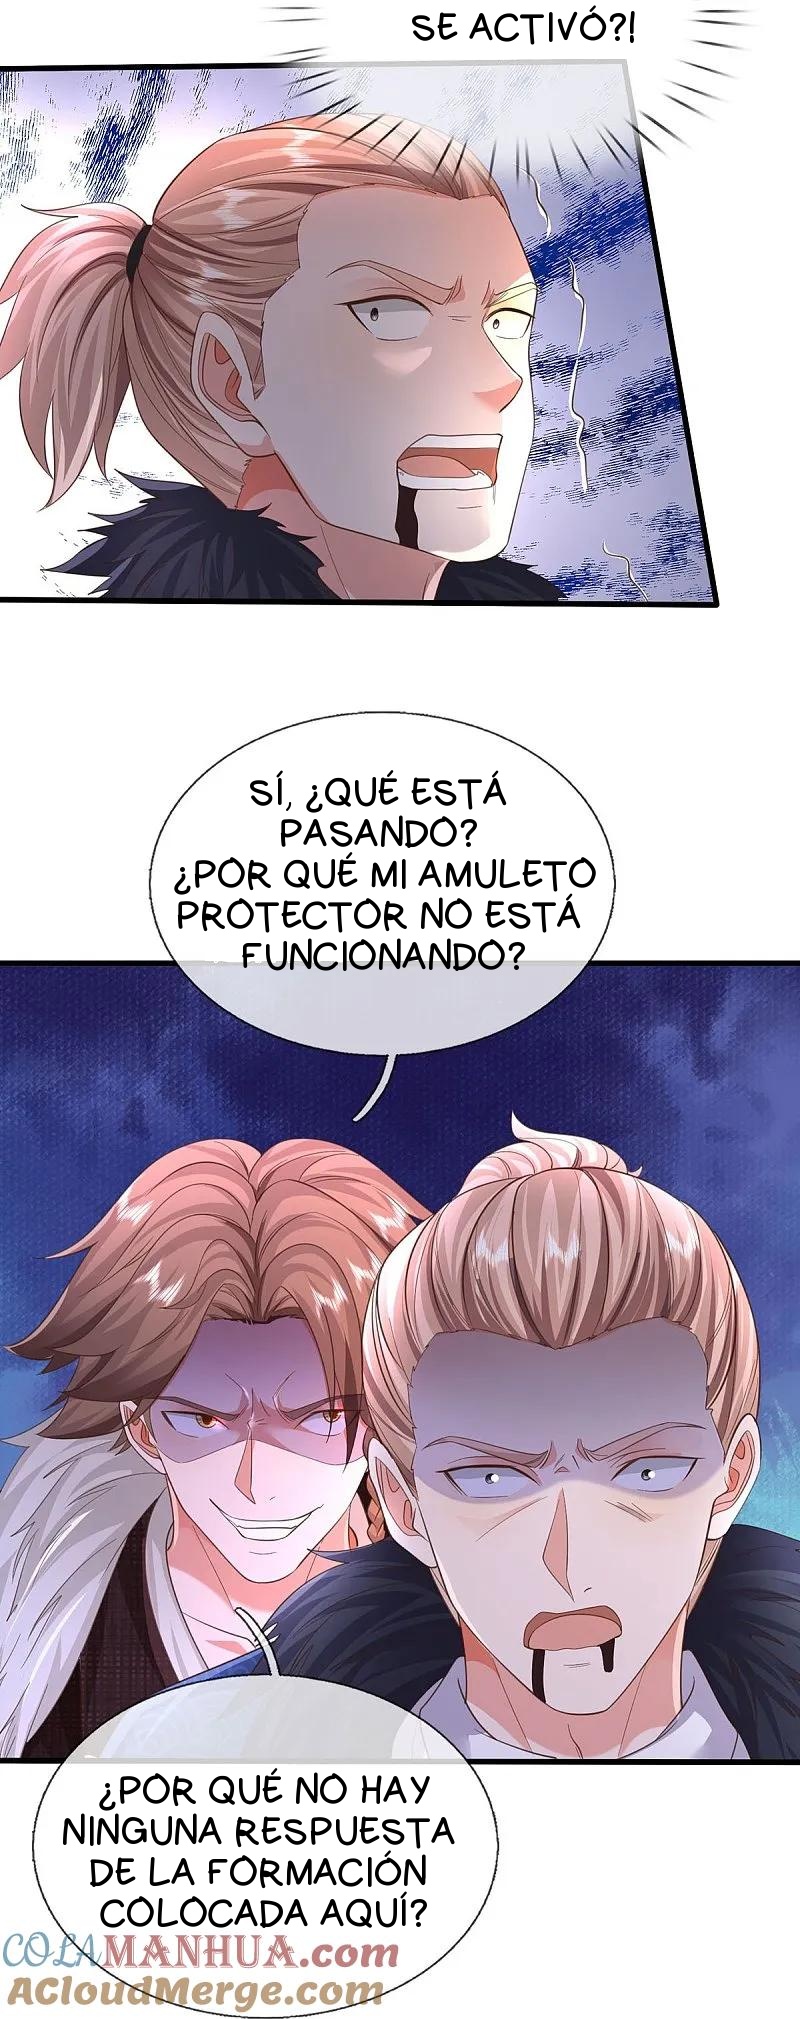 SE ACTIVÓ?!
SÍ, ¿QUÉ ESTÁ
PASANDO?
¿POR QUÉ MI AMULETO
PROTECTOR NO ESTÁ
FUNCIONANDO?
¿POR QUÉ NO HAY
NINGUNA RESPUESTA
DE LA FORMACIÓN
COLOCADA AQUÍ?
COLAMANHUA.com
AcloudMerge.com